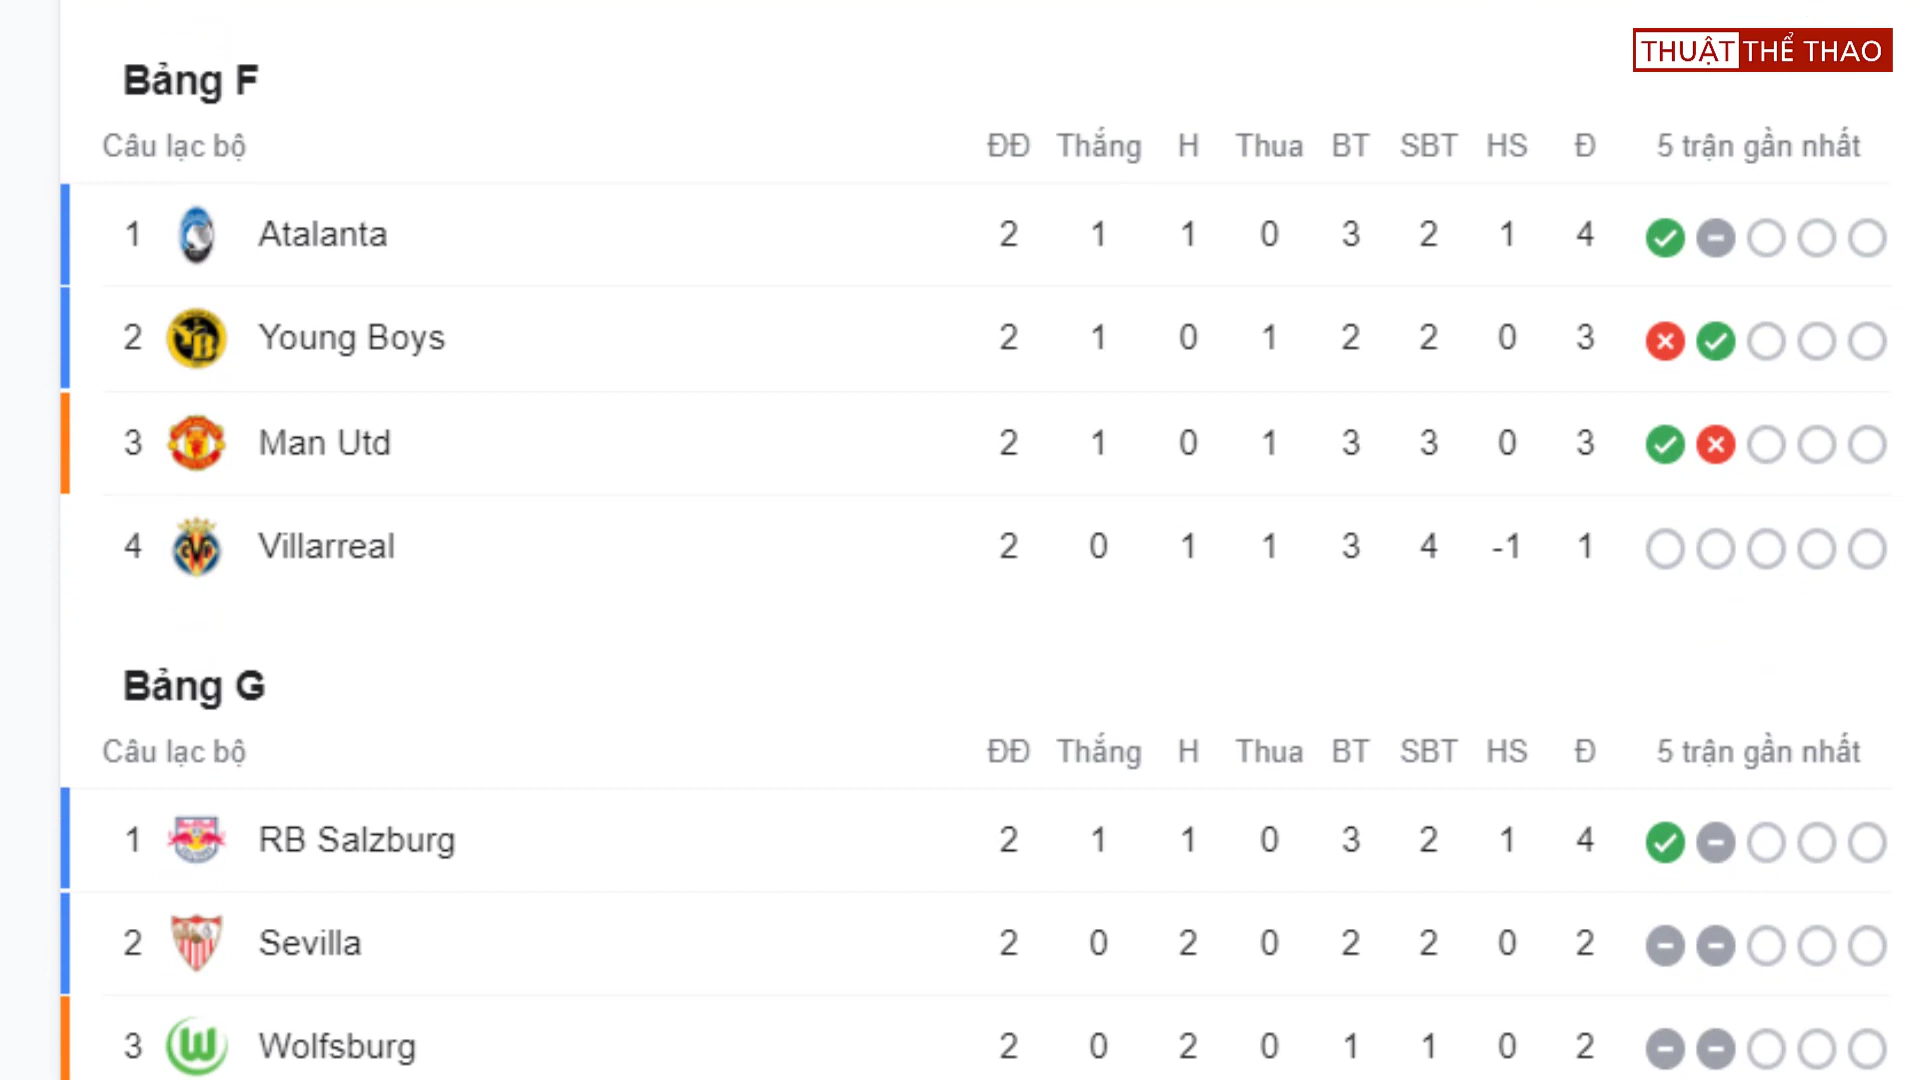 THUẬT THỂ THAO
Bảng F
Câu lạc bộ ĐĐ Thắng H Thua BT SBT HS Đ 5 trận gần nhất
1 Atalanta 2 1 1 0 3 2 1 4
2 Young Boys 2 1 0 1 2 2 0 3
3 Man Utd 2 1 0 1 3 3 0 3
4 Villarreal 2 0 1 1 3 4 -1 1
Bảng G
Câu lạc bộ ĐĐ Thắng H Thua BT SBT HS Đ 5 trận gần nhất
1 RB Salzburg 2 1 1 0 3 2 1 4
2 Sevilla 2 0 2 0 2 2 0 2
3 Wolfsburg 2 0 2 0 1 1 0 2